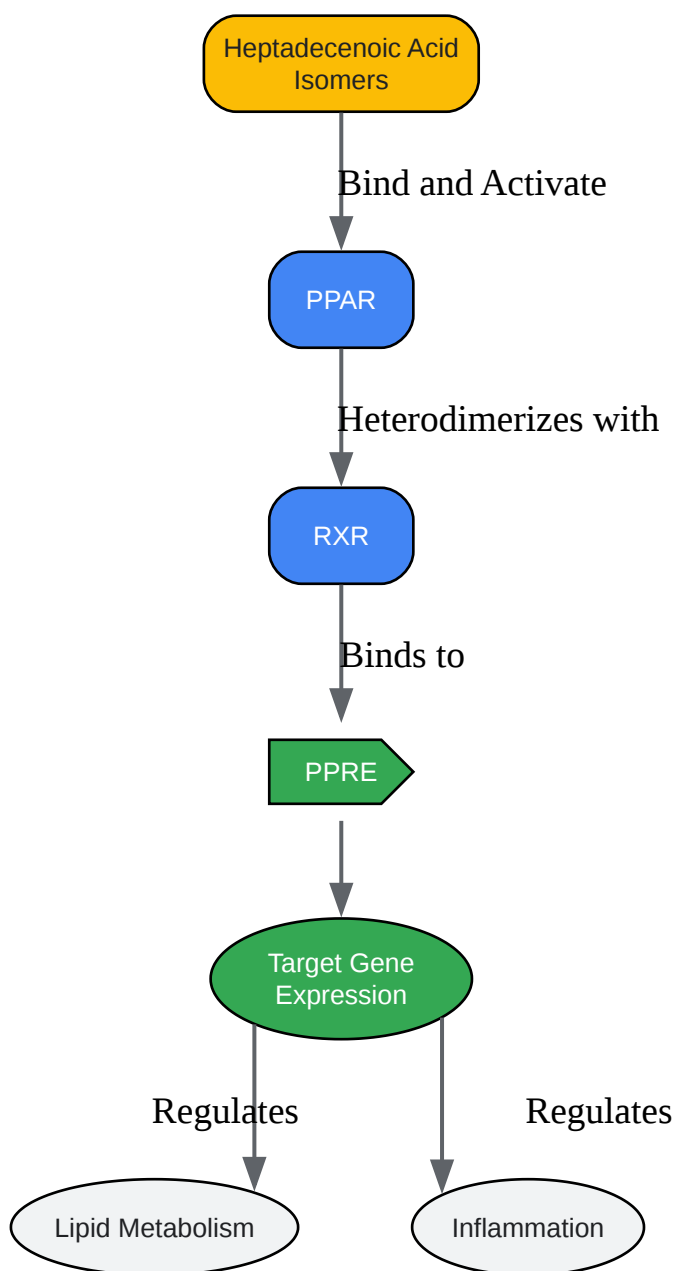 Heptadecenoic Acid
Isomers
Bind and Activate
PPAR
Heterodimerizes with
RXR
Binds to
PPRE
Target Gene
Expression
Regulates
Regulates
Lipid Metabolism
Inflammation